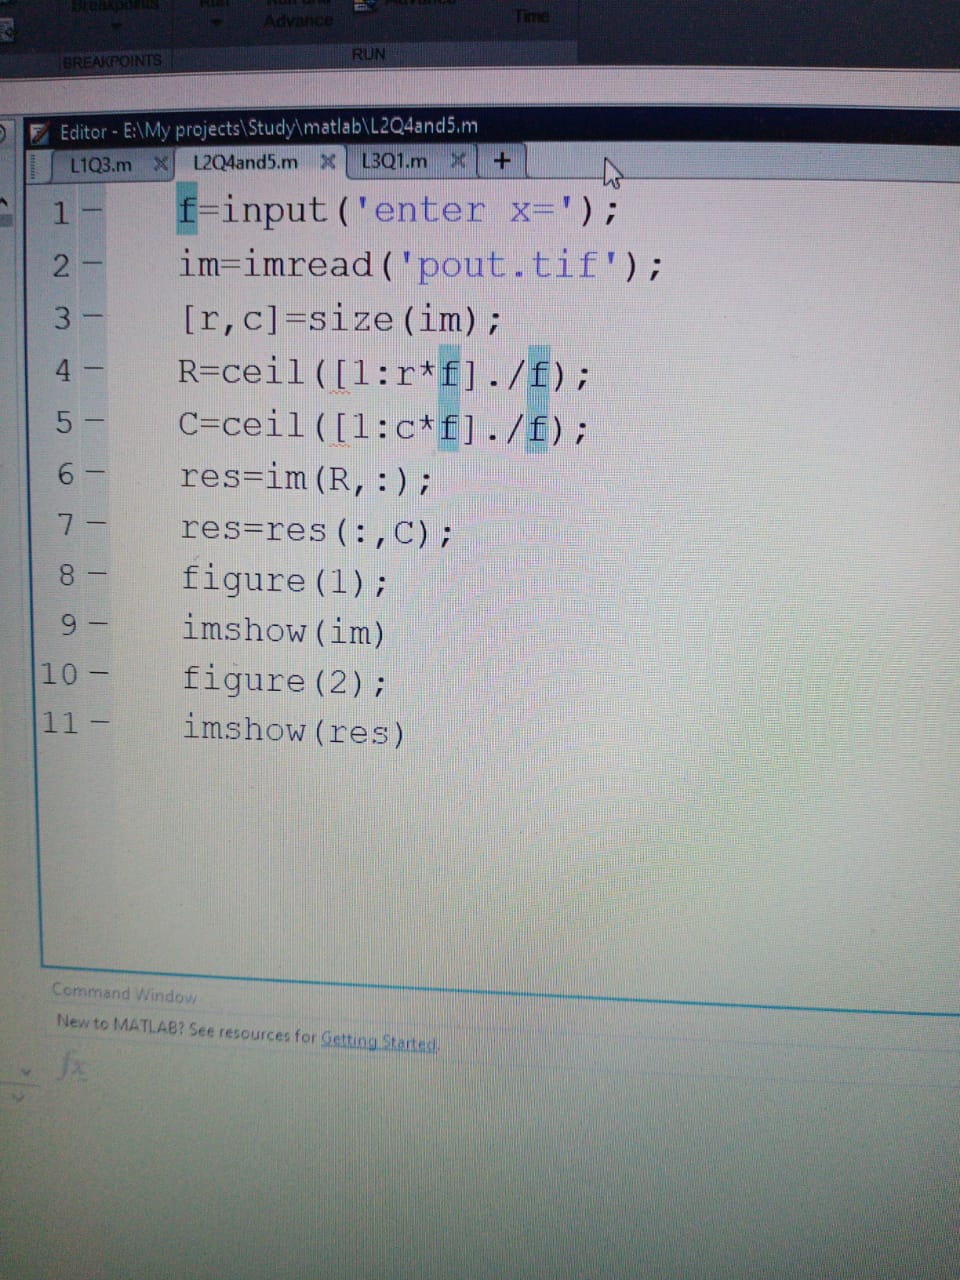 Breakpoints Run Run and Advance
Advance Time
BREAKPOINTS RUN
Editor - E:\My projects\Study\matlab\L2Q4and5.m
L1Q3.m L2Q4and5.m L3Q1.m +
1 f=input('enter x=');
2 im=imread('pout.tif');
3 [r,c]=size(im);
4 R=ceil([1:r*f]./f);
5 C=ceil([1:c*f]./f);
6 res=im(R,:);
7 res=res(:,C);
8 figure(1);
9 imshow(im)
10 figure(2);
11 imshow(res)
Command Window
New to MATLAB? See resources for Getting Started.
fx